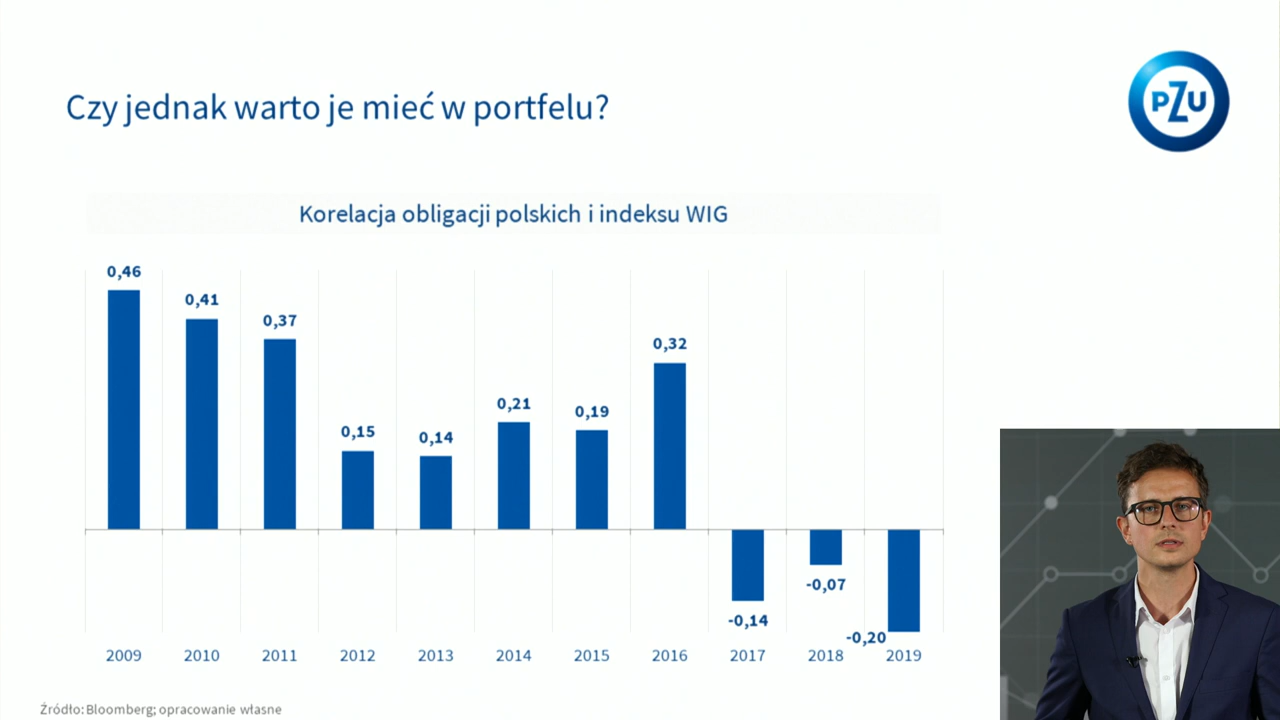 Czy jednak warto je mieć w portfelu?
PZU
Korelacja obligacji polskich i indeksu WIG
0,46
0,41
0,37
0,15
0,14
0,21
0,19
0,32
-0,14
-0,07
-0,20
2009 2010 2011 2012 2013 2014 2015 2016 2017 2018 2019
Źródło: Bloomberg; opracowanie własne